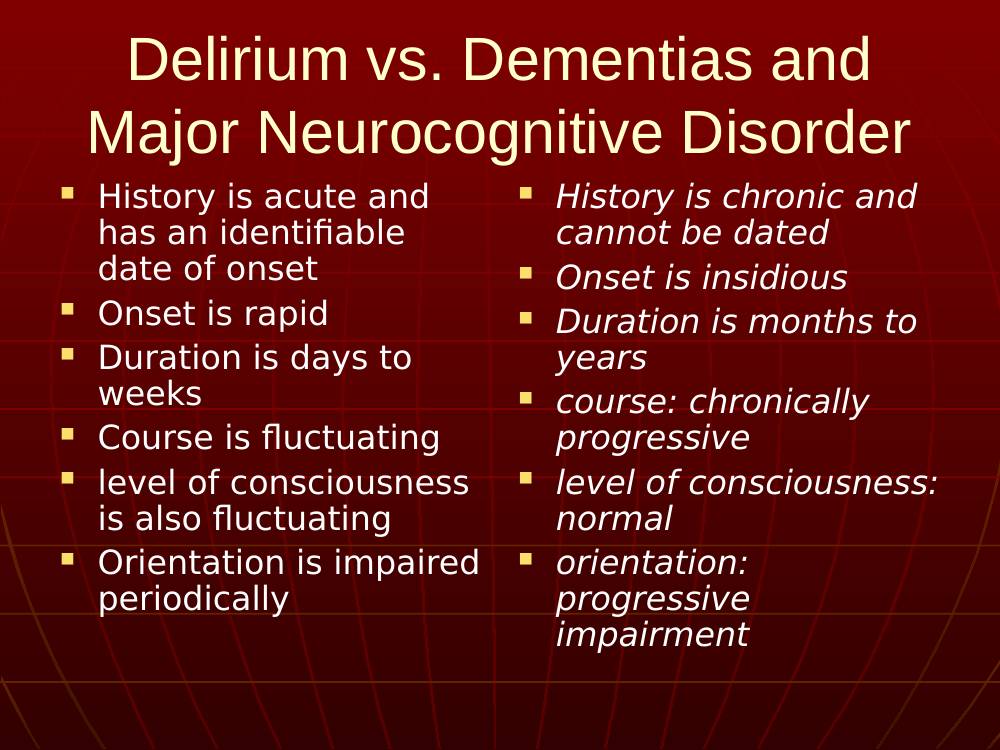 Delirium vs. Dementias and
Major Neurocognitive Disorder
History is acute and
has an identifiable
date of onset
Onset is rapid
Duration is days to
weeks
Course is fluctuating
level of consciousness
is also fluctuating
Orientation is impaired
periodically
History is chronic and
cannot be dated
Onset is insidious
Duration is months to
years
course: chronically
progressive
level of consciousness:
normal
orientation:
progressive
impairment